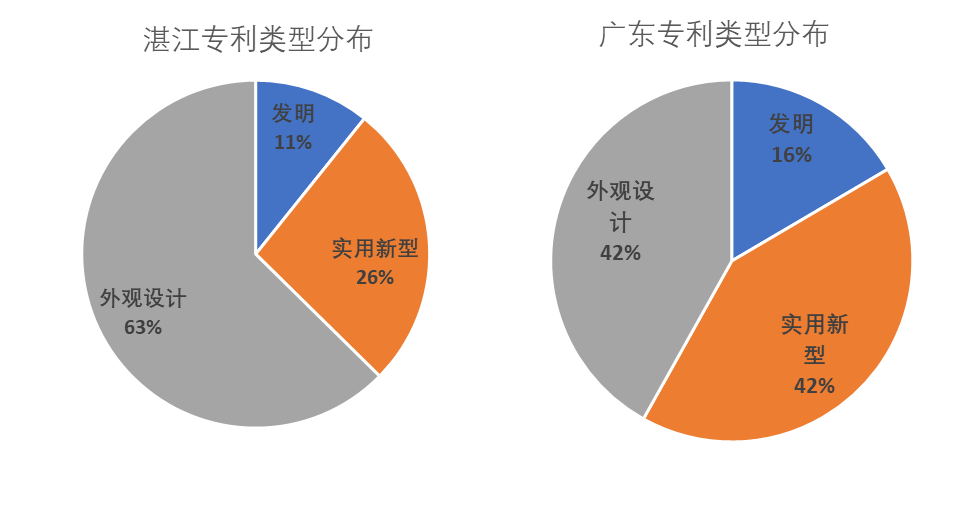 湛江专利类型分布
发明
11%
实用新型
26%
外观设计
63%
广东专利类型分布
发明
16%
外观设
计
42%
实用新
型
42%